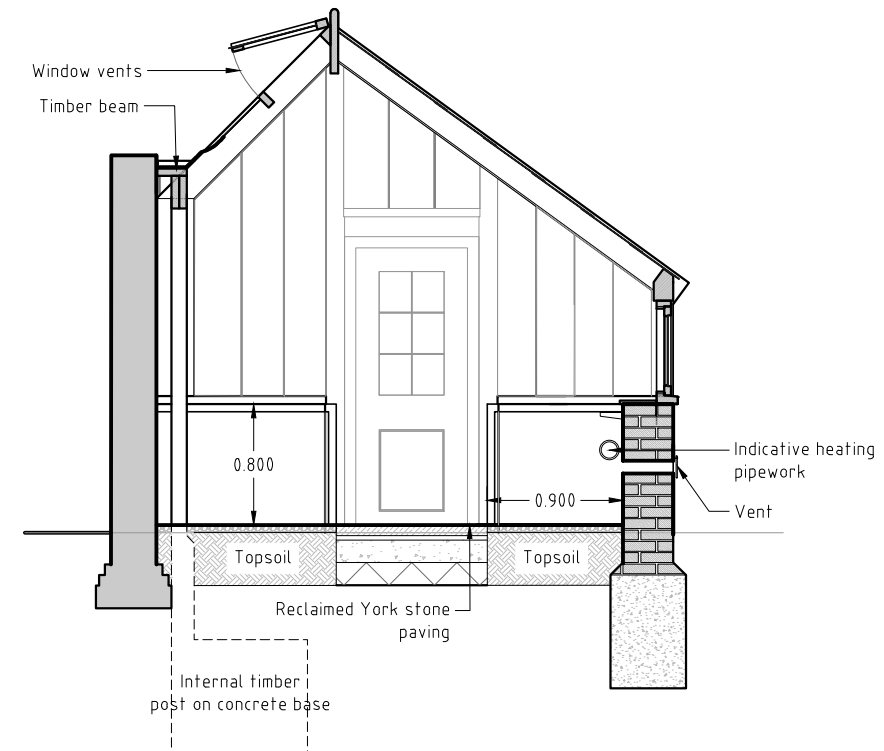 Window vents
Timber beam
0.800
0.900
Indicative heating
pipework
Vent
Topsoil
Topsoil
Reclaimed York stone
paving
Internal timber
post on concrete base